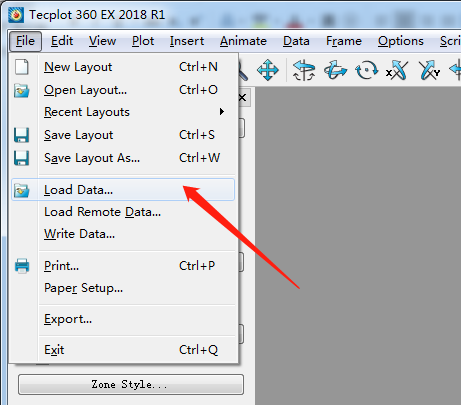 Tecplot 360 EX 2018 R1
File Edit View Plot Insert Animate Data Frame Options Scri
New Layout Ctrl+N
Open Layout... Ctrl+O
Recent Layouts
Save Layout Ctrl+S
Save Layout As... Ctrl+W
Load Data...
Load Remote Data...
Write Data...
Print... Ctrl+P
Paper Setup...
Export...
Exit Ctrl+Q
Zone Style...